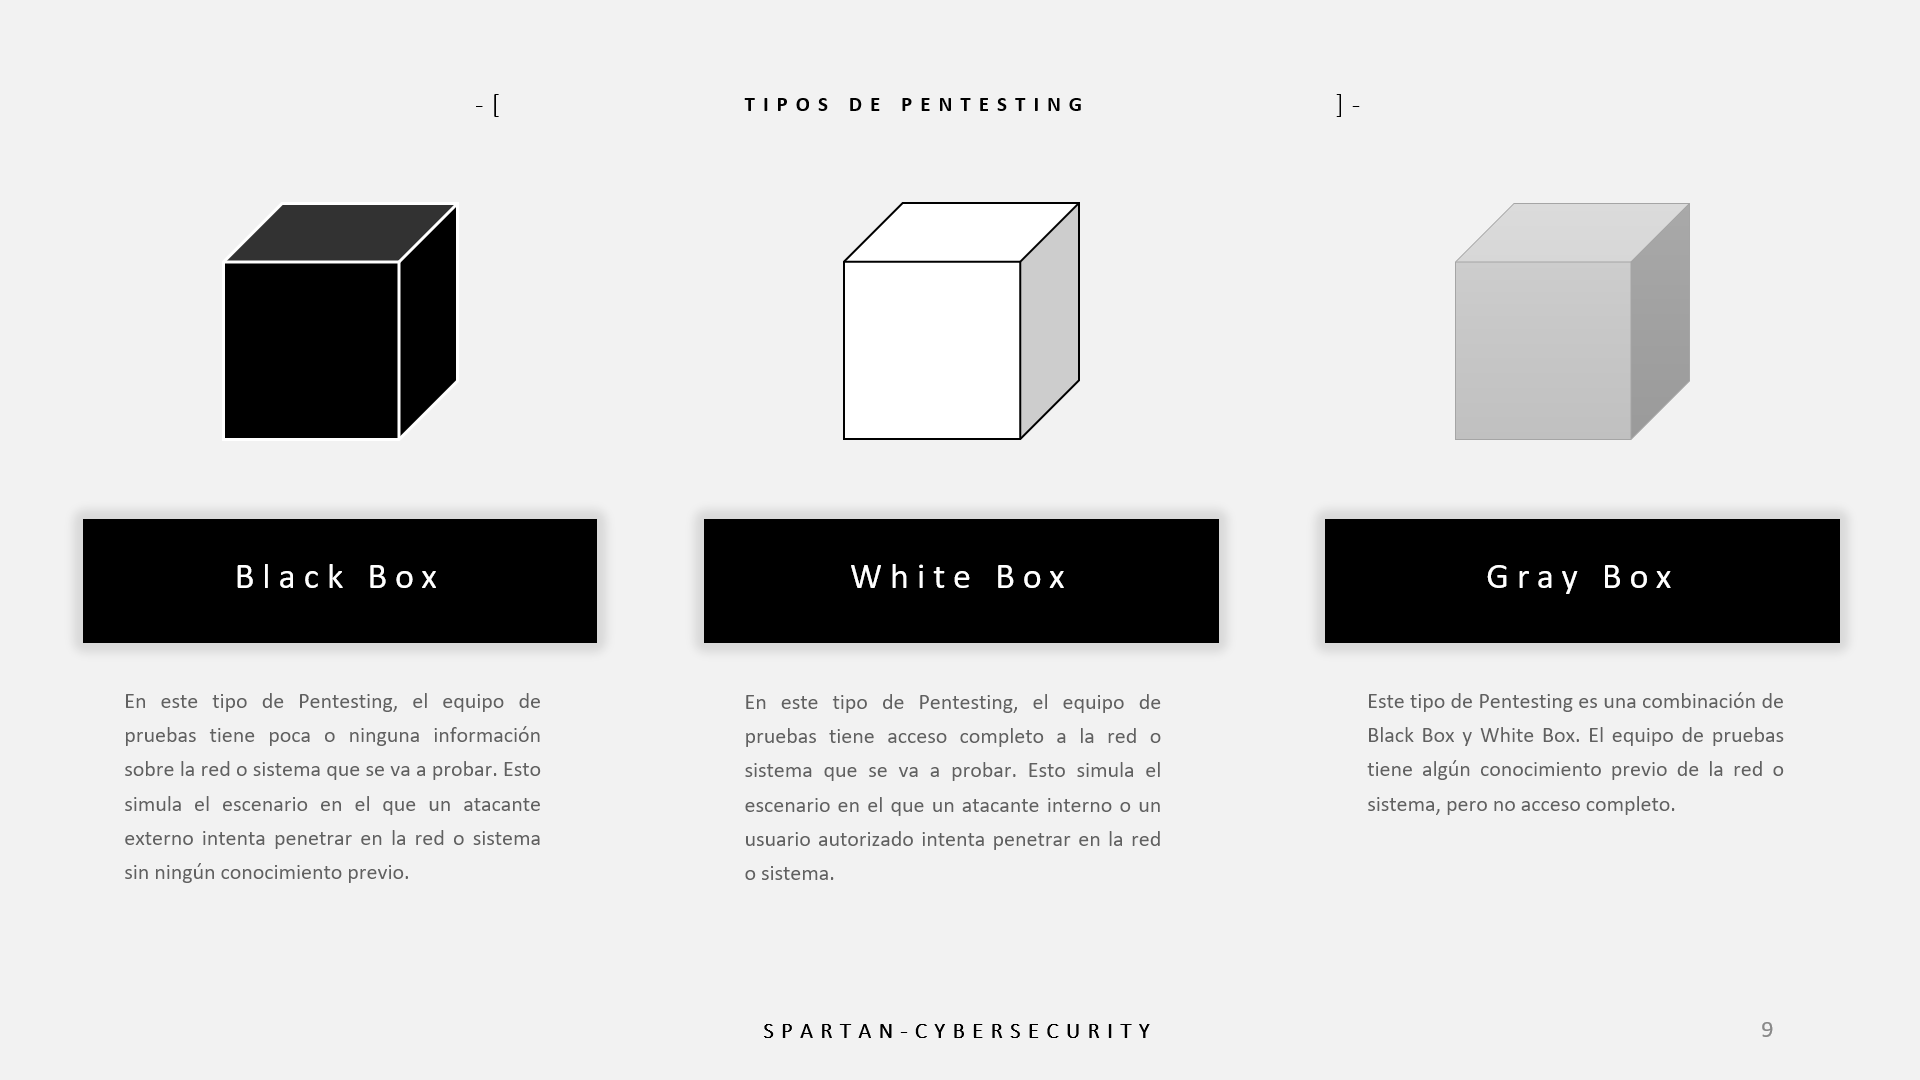 - [ TIPOS DE PENTESTING ] -
Black Box
En este tipo de Pentesting, el equipo de
pruebas tiene poca o ninguna información
sobre la red o sistema que se va a probar. Esto
simula el escenario en el que un atacante
externo intenta penetrar en la red o sistema
sin ningún conocimiento previo.
White Box
En este tipo de Pentesting, el equipo de
pruebas tiene acceso completo a la red o
sistema que se va a probar. Esto simula el
escenario en el que un atacante interno o un
usuario autorizado intenta penetrar en la red
o sistema.
Gray Box
Este tipo de Pentesting es una combinación de
Black Box y White Box. El equipo de pruebas
tiene algún conocimiento previo de la red o
sistema, pero no acceso completo.
SPARTAN-CYBERSECURITY
9